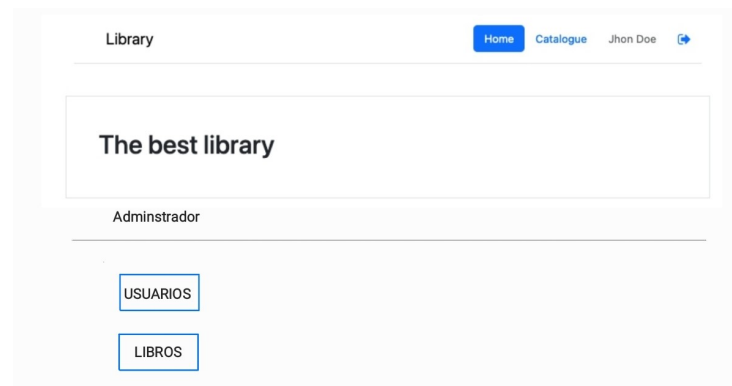 Library Home Catalogue Jhon Doe
The best library
Adminstrador
USUARIOS
LIBROS